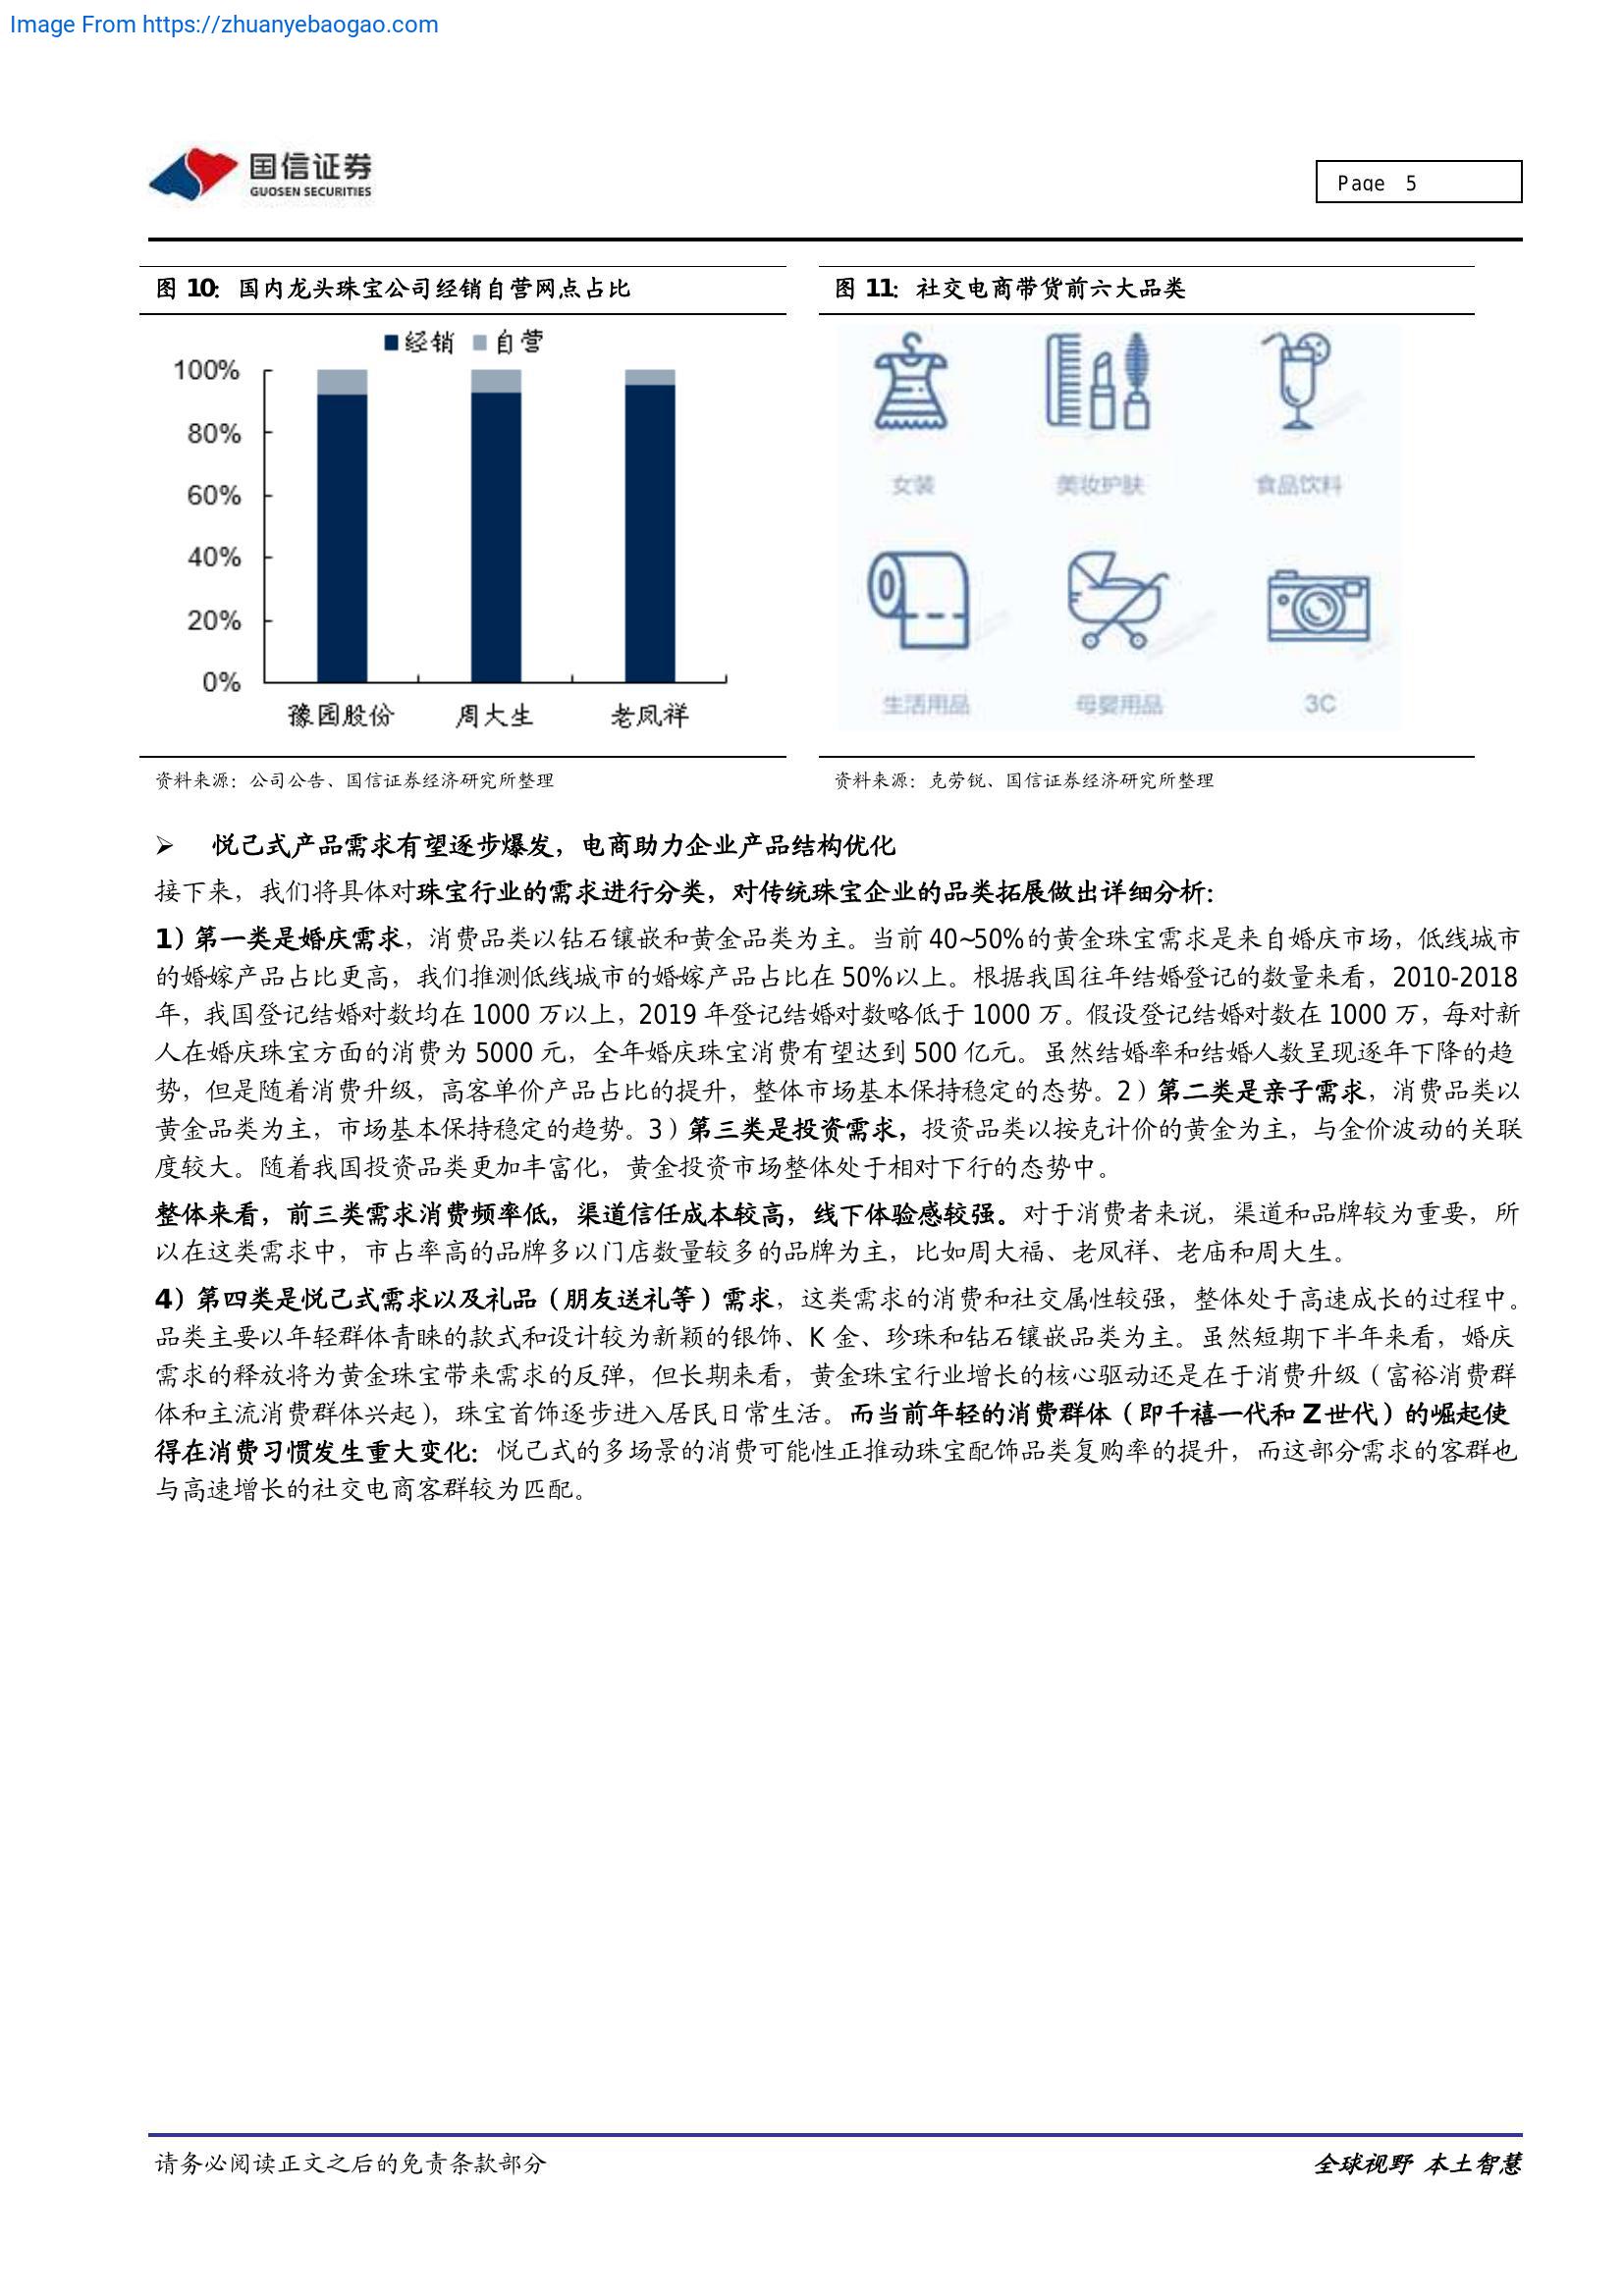 Image From https://zhuanyebaogao.com
国信证券
GUOSEN SECURITIES
Page 5
图 10：国内龙头珠宝公司经销自营网点占比
经销 自营
100%
80%
60%
40%
20%
0%
豫园股份 周大生 老凤祥
资料来源：公司公告、国信证券经济研究所整理
图 11：社交电商带货前六大品类
女装 美妆护肤 食品饮料
生活用品 母婴用品 3C
资料来源：克劳锐、国信证券经济研究所整理
➢ 悦己式产品需求有望逐步爆发，电商助力企业产品结构优化
接下来，我们将具体对珠宝行业的需求进行分类，对传统珠宝企业的品类拓展做出详细分析：
1）第一类是婚庆需求，消费品类以钻石镶嵌和黄金品类为主。当前 40~50%的黄金珠宝需求是来自婚庆市场，低线城市
的婚嫁产品占比更高，我们推测低线城市的婚嫁产品占比在 50%以上。根据我国往年结婚登记的数量来看，2010-2018
年，我国登记结婚对数均在 1000 万以上，2019 年登记结婚对数略低于 1000 万。假设登记结婚对数在 1000 万，每对新
人在婚庆珠宝方面的消费为 5000 元，全年婚庆珠宝消费有望达到 500 亿元。虽然结婚率和结婚人数呈现逐年下降的趋
势，但是随着消费升级，高客单价产品占比的提升，整体市场基本保持稳定的态势。2）第二类是亲子需求，消费品类以
黄金品类为主，市场基本保持稳定的趋势。3）第三类是投资需求，投资品类以按克计价的黄金为主，与金价波动的关联
度较大。随着我国投资品类更加丰富化，黄金投资市场整体处于相对下行的态势中。
整体来看，前三类需求消费频率低，渠道信任成本较高，线下体验感较强。对于消费者来说，渠道和品牌较为重要，所
以在这类需求中，市占率高的品牌多以门店数量较多的品牌为主，比如周大福、老凤祥、老庙和周大生。
4）第四类是悦己式需求以及礼品（朋友送礼等）需求，这类需求的消费和社交属性较强，整体处于高速成长的过程中。
品类主要以年轻群体青睐的款式和设计较为新颖的银饰、K 金、珍珠和钻石镶嵌品类为主。虽然短期下半年来看，婚庆
需求的释放将为黄金珠宝带来需求的反弹，但长期来看，黄金珠宝行业增长的核心驱动还是在于消费升级（富裕消费群
体和主流消费群体兴起），珠宝首饰逐步进入居民日常生活。而当前年轻的消费群体（即千禧一代和 Z世代）的崛起使
得在消费习惯发生重大变化：悦己式的多场景的消费可能性正推动珠宝配饰品类复购率的提升，而这部分需求的客群也
与高速增长的社交电商客群较为匹配。
请务必阅读正文之后的免责条款部分
全球视野 本土智慧